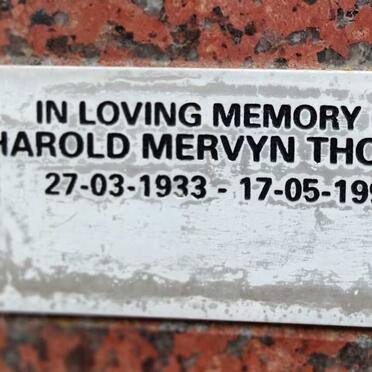 IN LOVING MEMORY
HAROLD MERVYN THO
27-03-1933 - 17-05-199